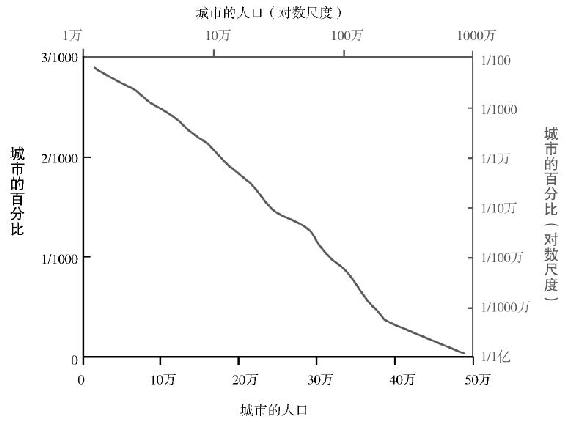 城市的人口（对数尺度）
1万
10万
100万
1000万
3/1000
2/1000
1/1000
0
城市的百分比
1/100
1/1000
1/1万
1/10万
1/100万
1/1000万
1/1亿
城市的百分比（对数尺度）
0
10万
20万
30万
40万
50万
城市的人口